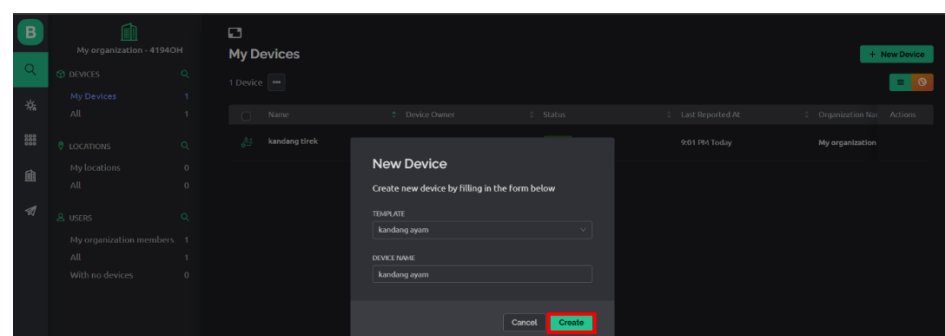 B
My organization - 4194OH
DEVICES
My Devices 1
All 1
LOCATIONS
My locations 0
All 0
USERS
My organization members 1
All 1
With no devices 0
My Devices
+ New Device
1 Device
Name Device Owner Status Last Reported At Organization Na Actions
kandang tirek 9:01 PM Today My organization
New Device
Create new device by filling in the form below
TEMPLATE
kandang ayam
DEVICE NAME
kandang ayam
Cancel Create